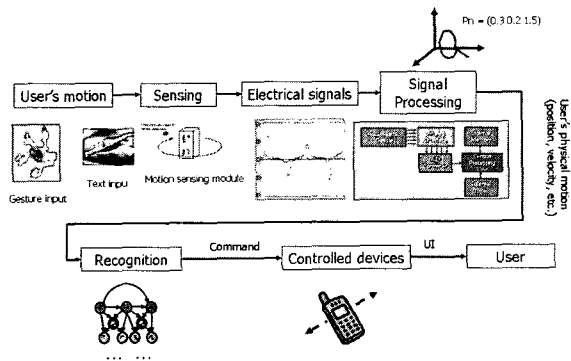 Pn = (0.3 0.2 1.5)
User's motion
Sensing
Electrical signals
Signal
Processing
User's physical motion
(position, velocity, etc.)
Gesture input
Text inpu
Motion sensing module
Recognition
Command
Controlled devices
UI
User
... ...